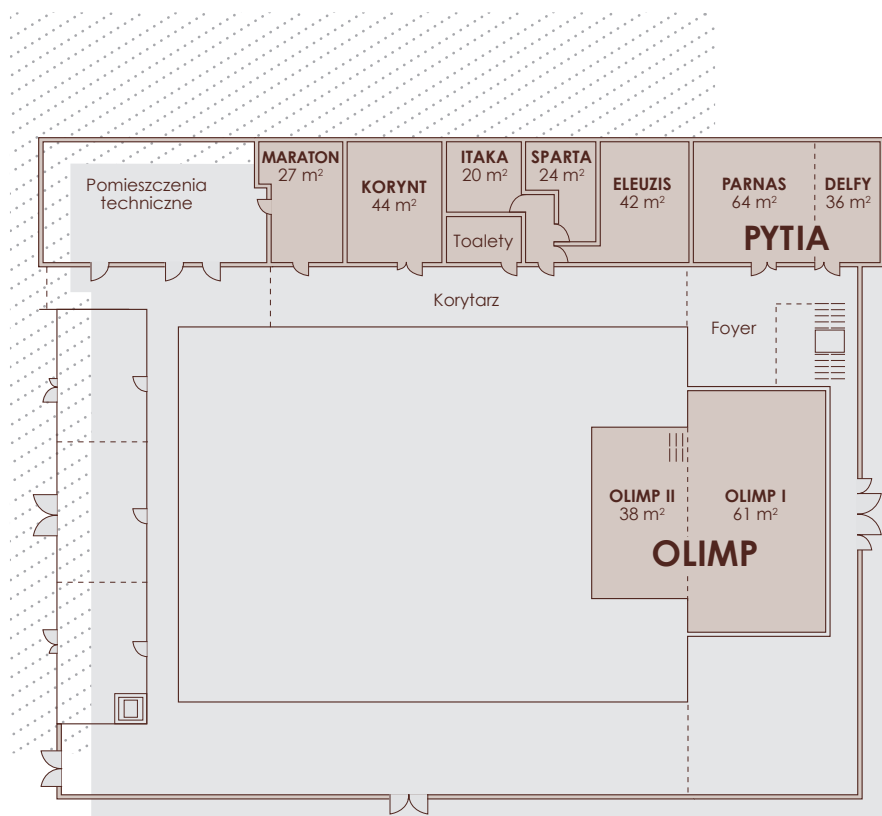 MARATON
27 m²
ITAKA
20 m²
SPARTA
24 m²
Pomieszczenia
techniczne
KORYNT
44 m²
ELEUZIS
42 m²
PARNAS
64 m²
DELFY
36 m²
Toalety
PYTIA
Korytarz
Foyer
OLIMP II
38 m²
OLIMP I
61 m²
OLIMP